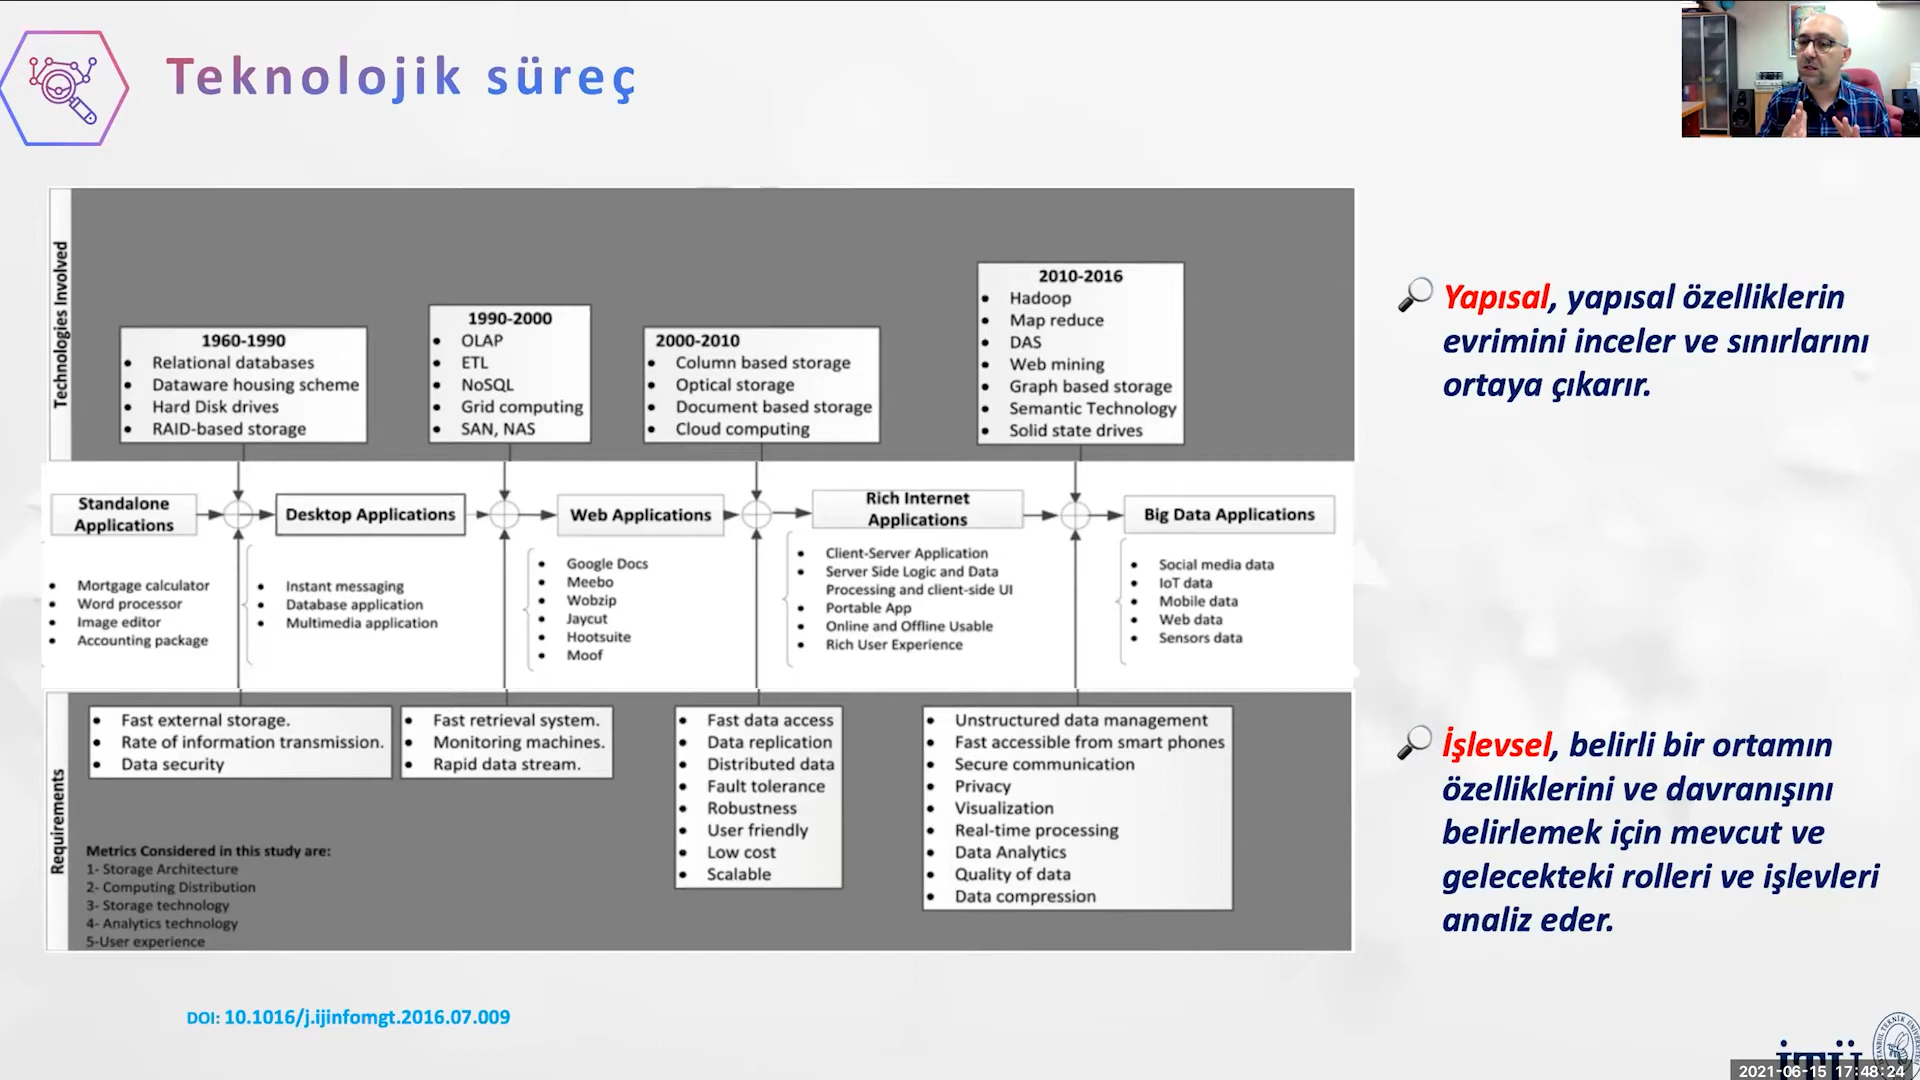 Teknolojik süreç
Technologies Involved
1960-1990
• Relational databases
• Dataware housing scheme
• Hard Disk drives
• RAID-based storage
1990-2000
• OLAP
• ETL
• NoSQL
• Grid computing
• SAN, NAS
2000-2010
• Column based storage
• Optical storage
• Document based storage
• Cloud computing
2010-2016
• Hadoop
• Map reduce
• DAS
• Web mining
• Graph based storage
• Semantic Technology
• Solid state drives
Standalone
Applications
Desktop Applications
Web Applications
Rich Internet
Applications
Big Data Applications
• Mortgage calculator
• Word processor
• Image editor
• Accounting package
• Instant messaging
• Database application
• Multimedia application
• Google Docs
• Meebo
• Wobzip
• Jaycut
• Hootsuite
• Moof
• Client-Server Application
• Server Side Logic and Data
Processing and client-side UI
• Portable App
• Online and Offline Usable
• Rich User Experience
• Social media data
• IoT data
• Mobile data
• Web data
• Sensors data
Requirements
• Fast external storage.
• Rate of information transmission.
• Data security
• Fast retrieval system.
• Monitoring machines.
• Rapid data stream.
• Fast data access
• Data replication
• Distributed data
• Fault tolerance
• Robustness
• User friendly
• Low cost
• Scalable
• Unstructured data management
• Fast accessible from smart phones
• Secure communication
• Privacy
• Visualization
• Real-time processing
• Data Analytics
• Quality of data
• Data compression
Metrics Considered in this study are:
1- Storage Architecture
2- Computing Distribution
3- Storage technology
4- Analytics technology
5-User experience
DOI: 10.1016/j.ijinfomgt.2016.07.009
Yapısal, yapısal özelliklerin
evrimini inceler ve sınırlarını
ortaya çıkarır.
İşlevsel, belirli bir ortamın
özelliklerini ve davranışını
belirlemek için mevcut ve
gelecekteki rolleri ve işlevleri
analiz eder.
İTÜ
2021-06-15 17:48:24